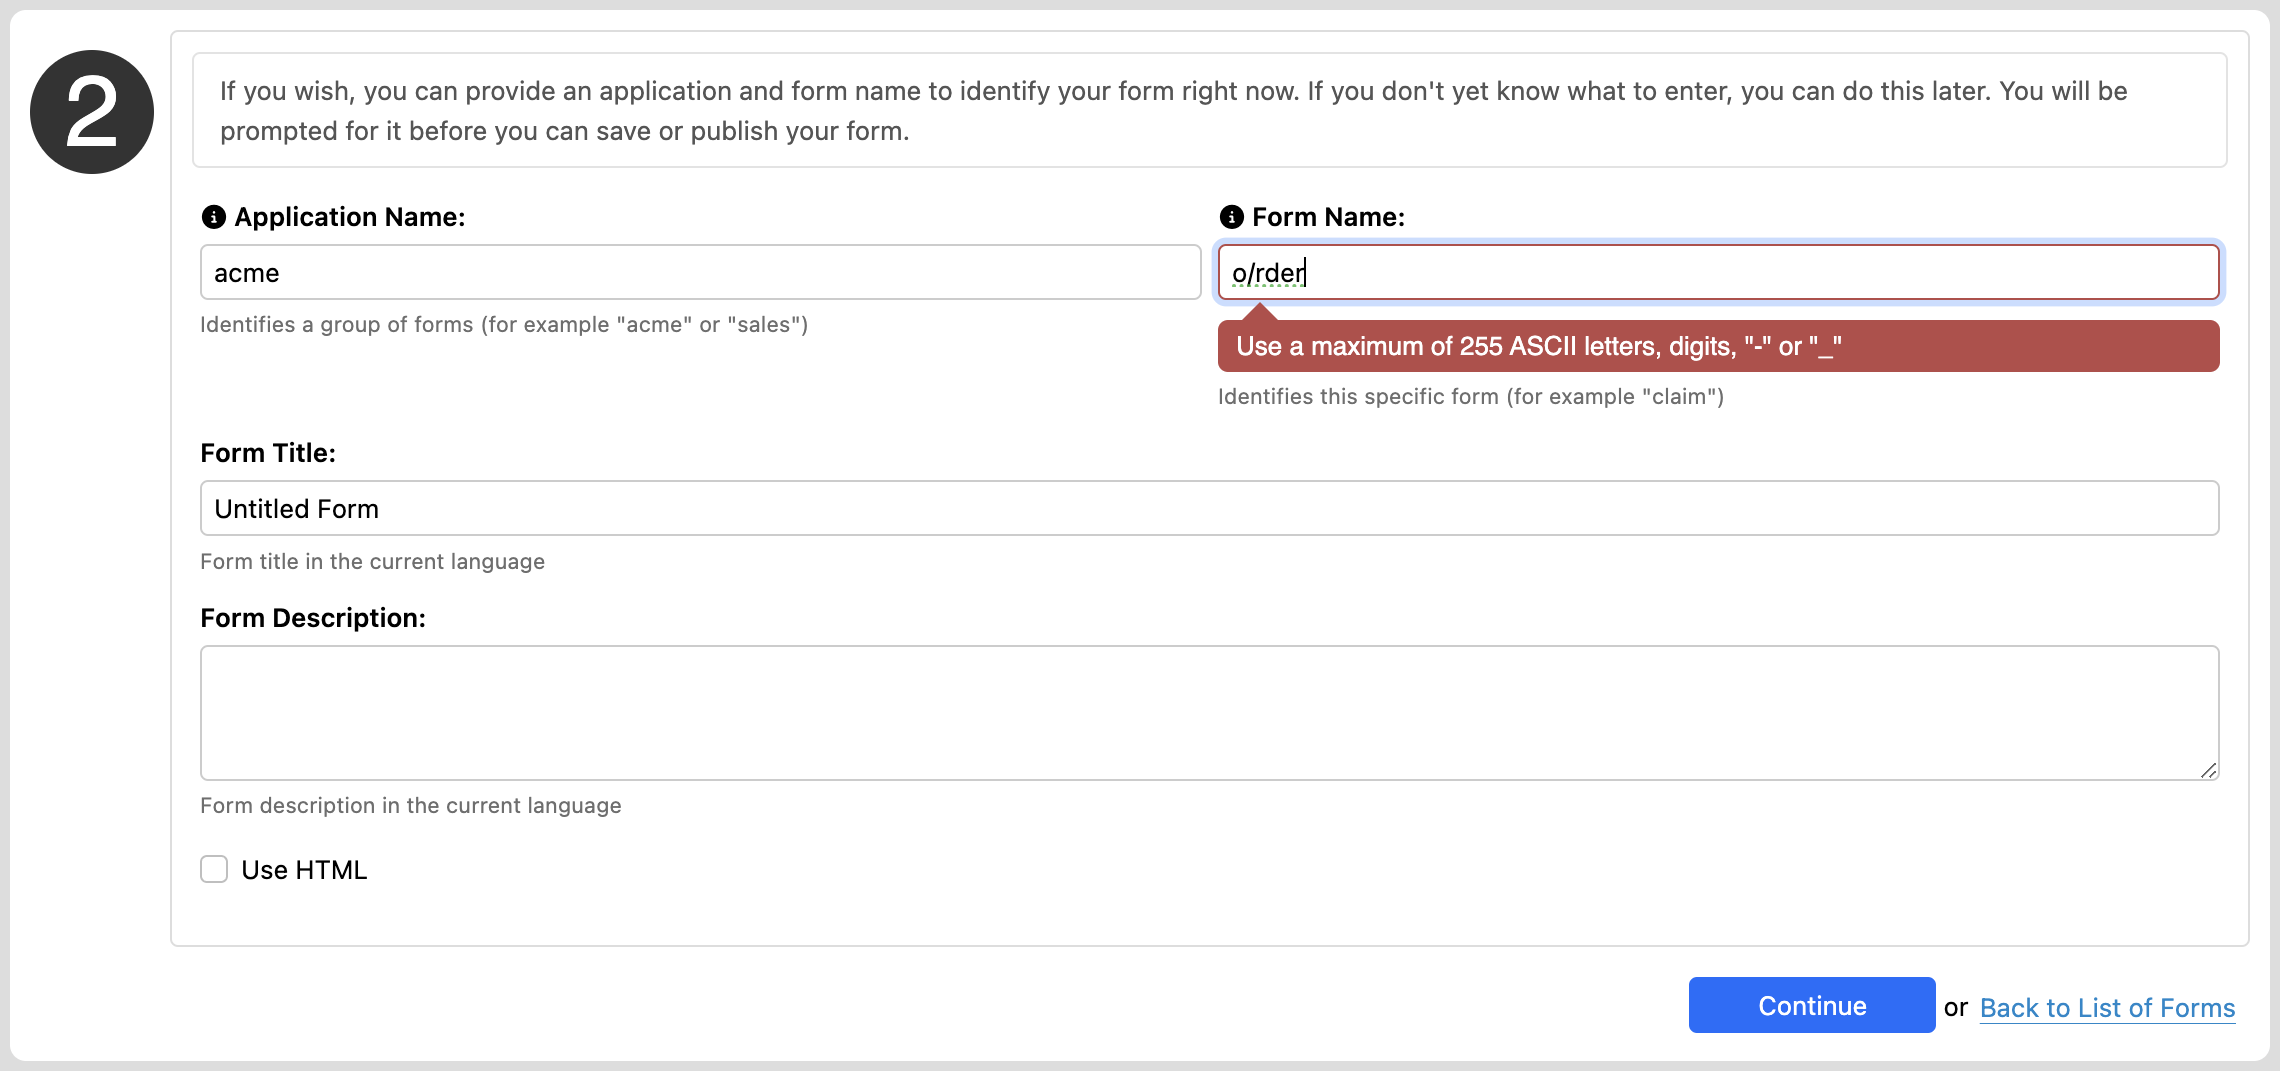 2
If you wish, you can provide an application and form name to identify your form right now. If you don't yet know what to enter, you can do this later. You will be
prompted for it before you can save or publish your form.
Application Name:
acme
Identifies a group of forms (for example "acme" or "sales")
Form Name:
o/rder
Use a maximum of 255 ASCII letters, digits, "-" or "_"
Identifies this specific form (for example "claim")
Form Title:
Untitled Form
Form title in the current language
Form Description:
Form description in the current language
Use HTML
Continue or Back to List of Forms